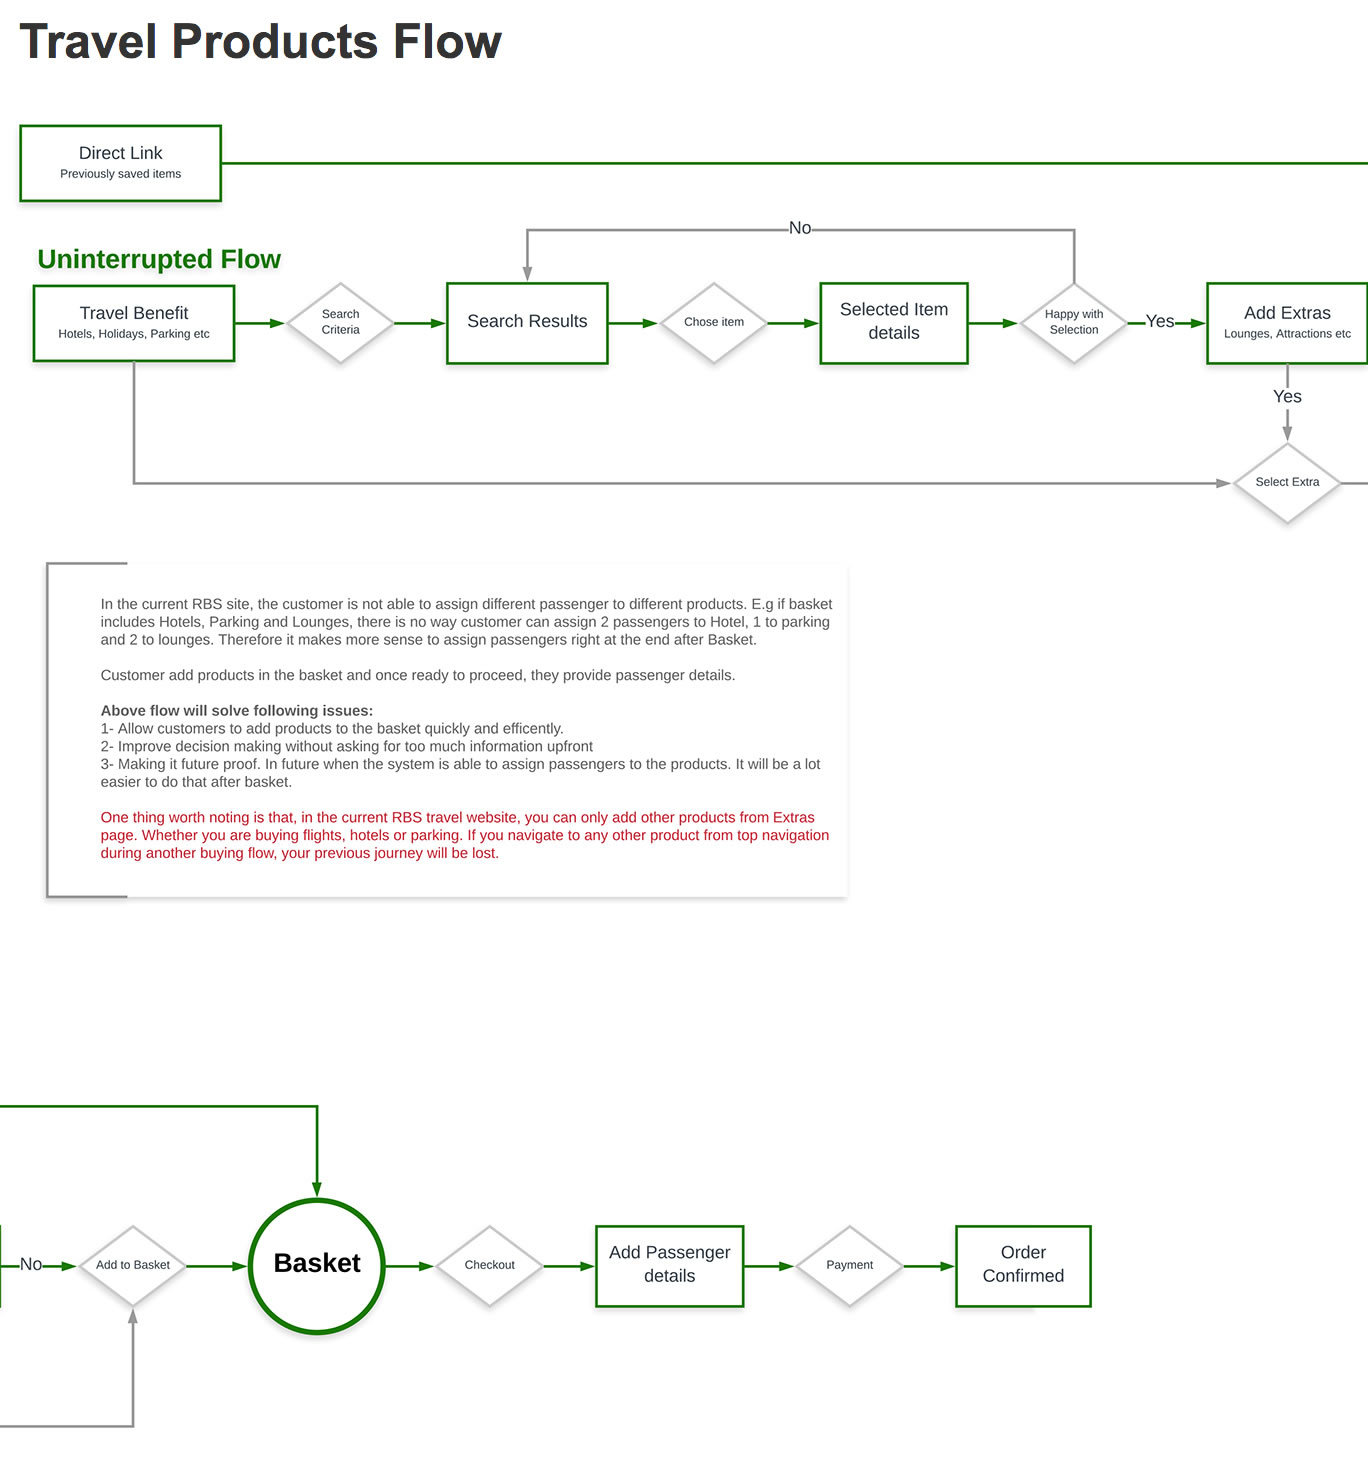 Travel Products Flow
Direct Link
Previously saved items
No
Uninterrupted Flow
Travel Benefit
Hotels, Holidays, Parking etc
Search
Criteria
Search Results
Chose item
Selected Item
details
Happy with
Selection
Yes
Add Extras
Lounges, Attractions etc
Yes
Select Extra
In the current RBS site, the customer is not able to assign different passenger to different products. E.g if basket
includes Hotels, Parking and Lounges, there is no way customer can assign 2 passengers to Hotel, 1 to parking
and 2 to lounges. Therefore it makes more sense to assign passengers right at the end after Basket.
Customer add products in the basket and once ready to proceed, they provide passenger details.
Above flow will solve following issues:
1- Allow customers to add products to the basket quickly and efficently.
2- Improve decision making without asking for too much information upfront
3- Making it future proof. In future when the system is able to assign passengers to the products. It will be a lot
easier to do that after basket.
One thing worth noting is that, in the current RBS travel website, you can only add other products from Extras
page. Whether you are buying flights, hotels or parking. If you navigate to any other product from top navigation
during another buying flow, your previous journey will be lost.
No
Add to Basket
Basket
Checkout
Add Passenger
details
Payment
Order
Confirmed